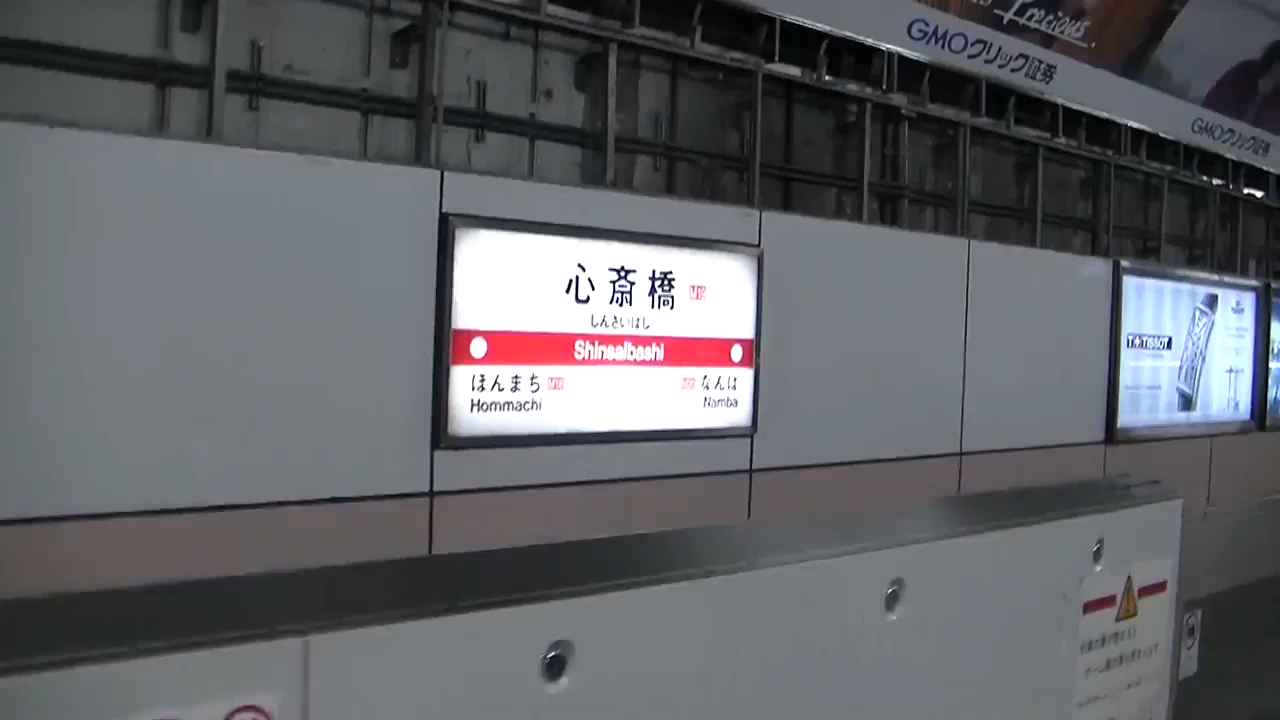 Precious.
GMOクリック証券
GMOクリック証券
心斎橋 M19
しんさいばし
Shinsaibashi
ほんまち M18
Hommachi
M20 なんば
Namba
T+TISSOT